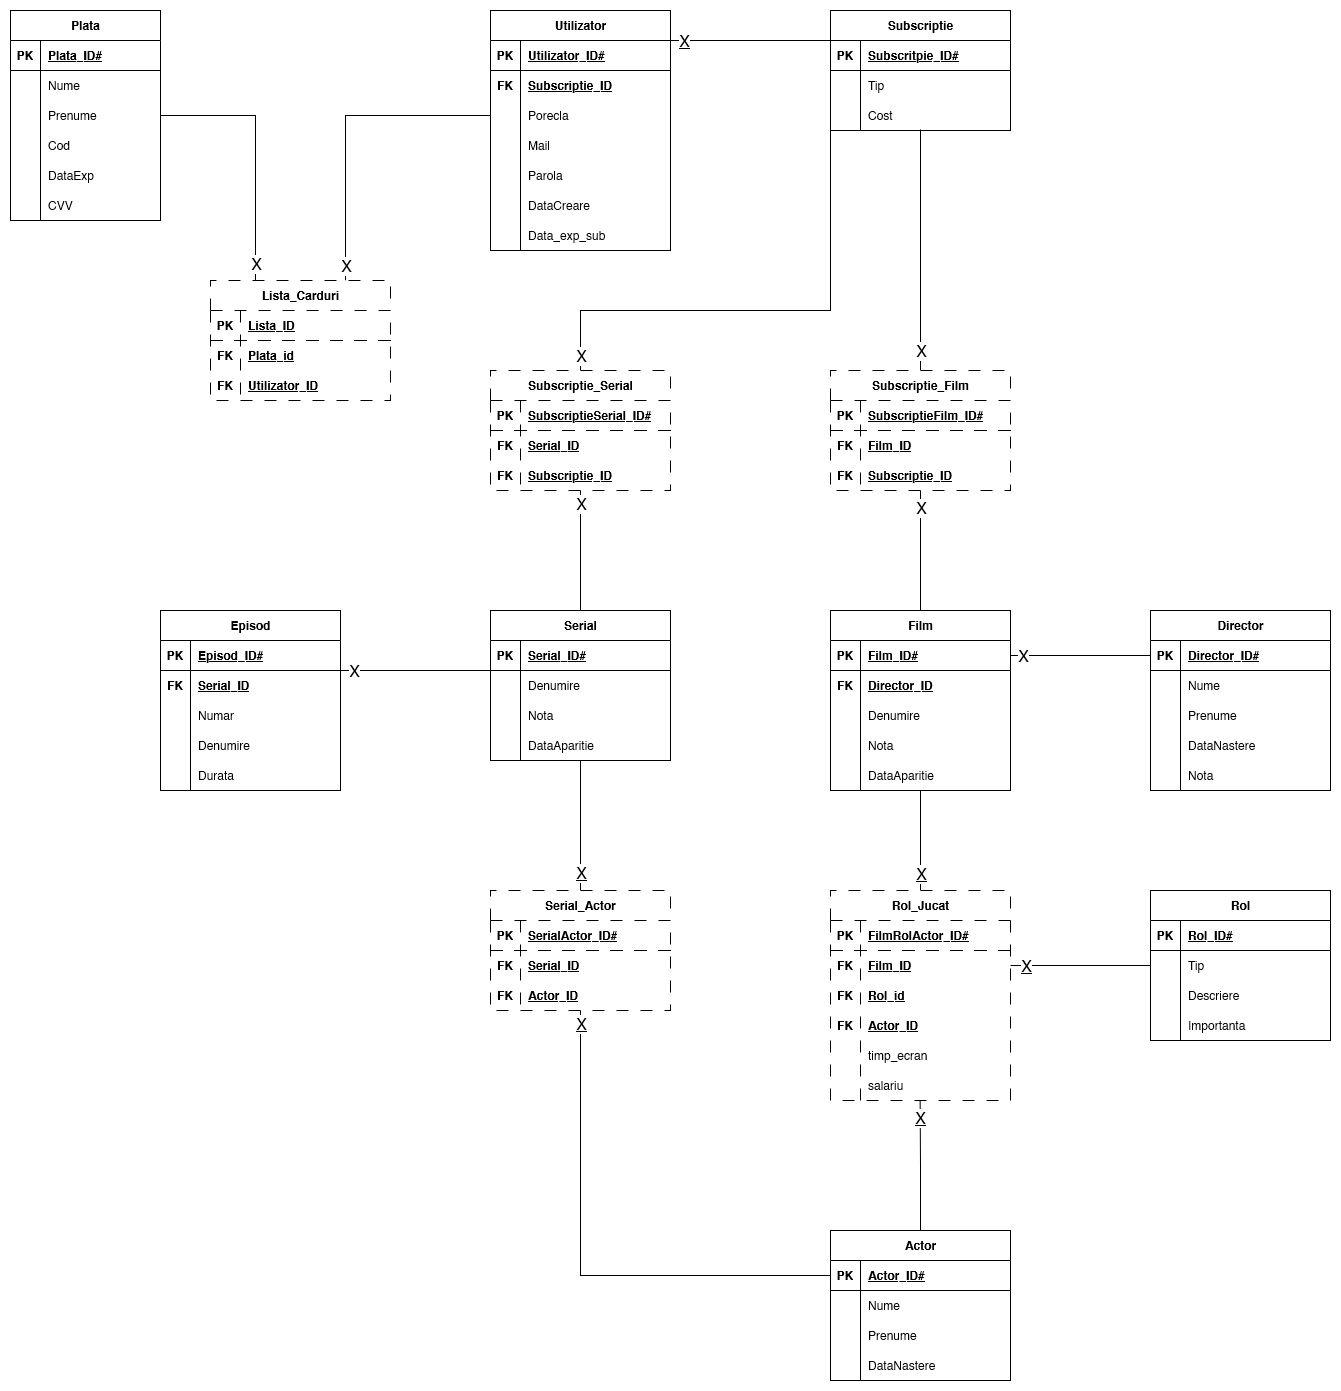 Plata
PK Plata_ID#
Nume
Prenume
Cod
DataExp
CVV
Utilizator
PK Utilizator_ID#
FK Subscriptie_ID
Porecla
Mail
Parola
DataCreare
Data_exp_sub
X
Subscriptie
PK Subscritpie_ID#
Tip
Cost
X
X
Lista_Carduri
PK Lista_ID
FK Plata_id
FK Utilizator_ID
X
Subscriptie_Serial
PK SubscriptieSerial_ID#
FK Serial_ID
FK Subscriptie_ID
X
X
Subscriptie_Film
PK SubscriptieFilm_ID#
FK Film_ID
FK Subscriptie_ID
X
Episod
PK Episod_ID#
FK Serial_ID
Numar
Denumire
Durata
X
Serial
PK Serial_ID#
Denumire
Nota
DataAparitie
Film
PK Film_ID#
FK Director_ID
Denumire
Nota
DataAparitie
X
Director
PK Director_ID#
Nume
Prenume
DataNastere
Nota
X
Serial_Actor
PK SerialActor_ID#
FK Serial_ID
FK Actor_ID
X
X
Rol_Jucat
PK FilmRolActor_ID#
FK Film_ID
FK Rol_id
FK Actor_ID
timp_ecran
salariu
X
X
Rol
PK Rol_ID#
Tip
Descriere
Importanta
Actor
PK Actor_ID#
Nume
Prenume
DataNastere